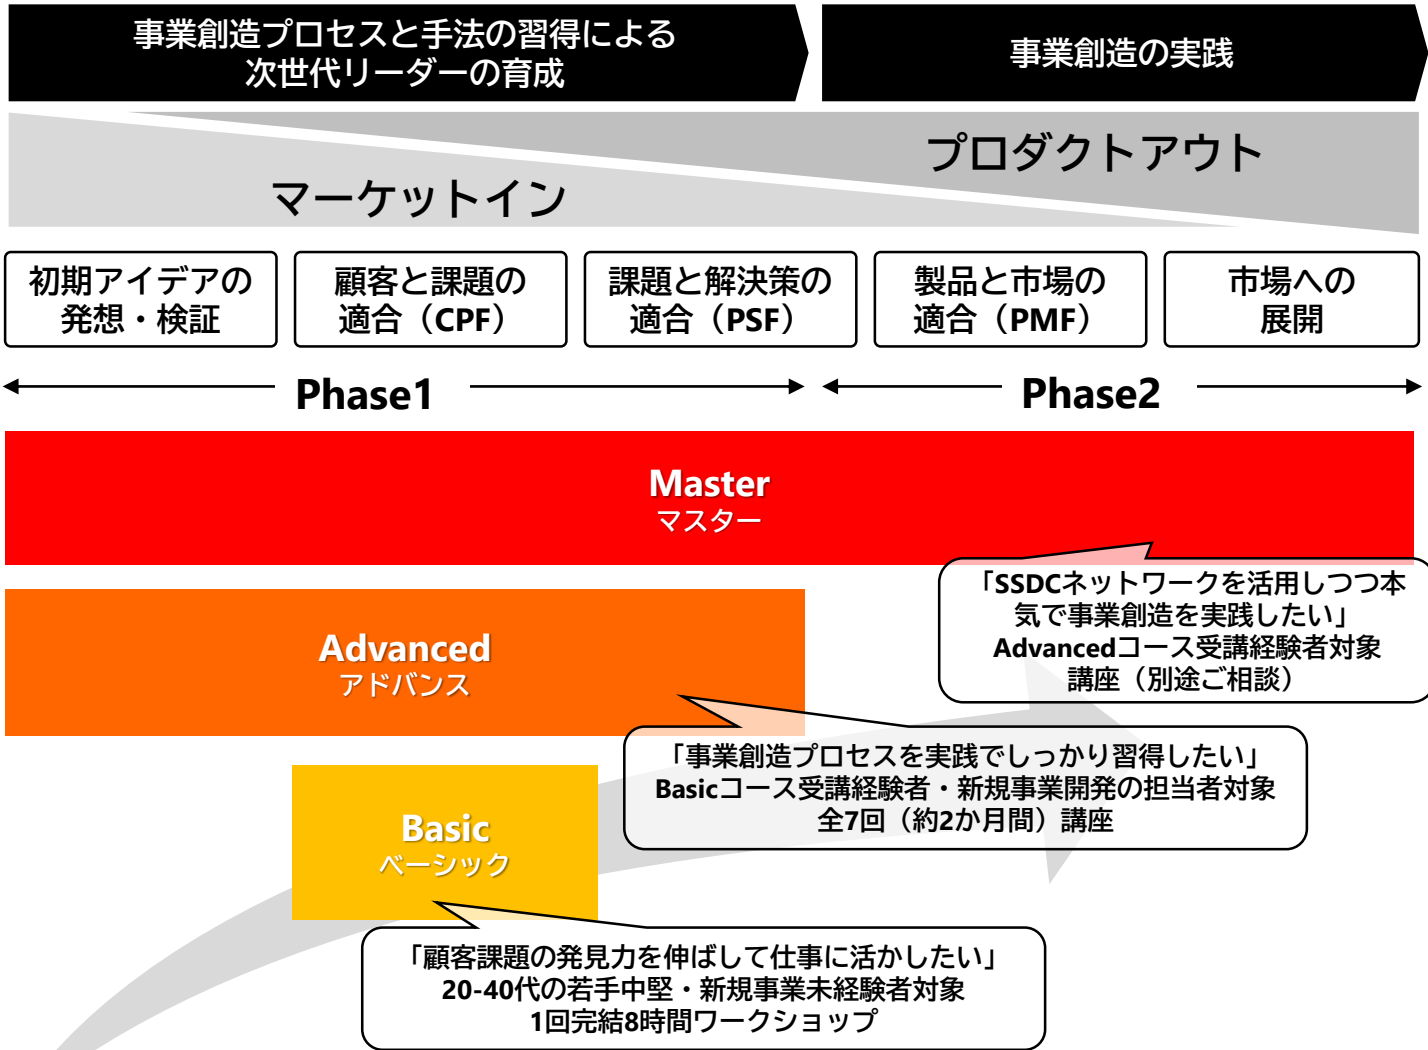 事業創造プロセスと手法の習得による
次世代リーダーの育成
事業創造の実践
プロダクトアウト
マーケットイン
初期アイデアの
発想・検証
顧客と課題の
適合（CPF）
課題と解決策の
適合（PSF）
製品と市場の
適合（PMF）
市場への
展開
Phase1
Phase2
Master
マスター
「SSDCネットワークを活用しつつ本
気で事業創造を実践したい」
Advancedコース受講経験者対象
講座（別途ご相談）
Advanced
アドバンス
「事業創造プロセスを実践でしっかり習得したい」
Basicコース受講経験者・新規事業開発の担当者対象
全7回（約2か月間）講座
Basic
ベーシック
「顧客課題の発見力を伸ばして仕事に活かしたい」
20-40代の若手中堅・新規事業未経験者対象
1回完結8時間ワークショップ